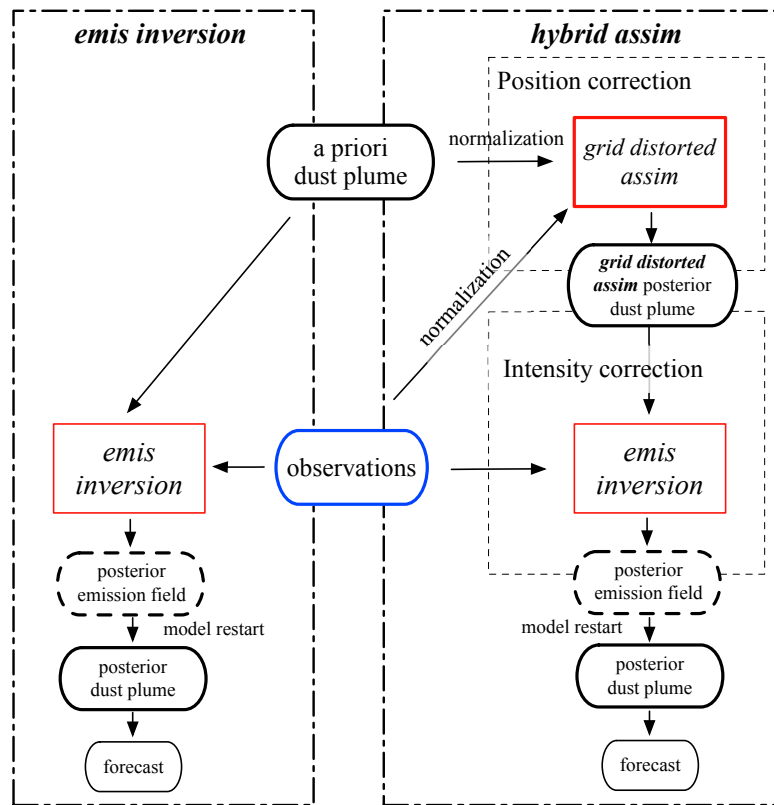 emis inversion
hybrid assim
Position correction
a priori
dust plume
normalization
grid distorted
assim
normalization
grid distorted
assim posterior
dust plume
Intensity correction
emis
inversion
observations
emis
inversion
posterior
emission field
posterior
emission field
model restart
model restart
posterior
dust plume
posterior
dust plume
forecast
forecast